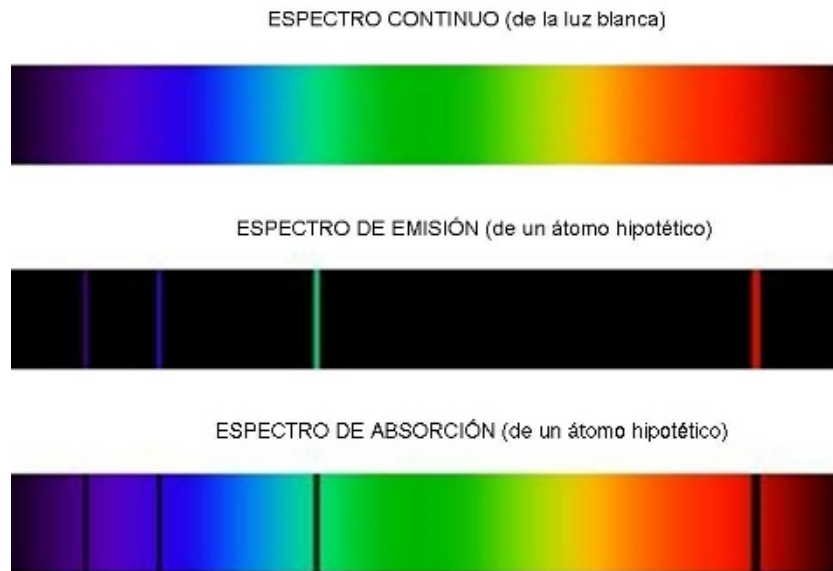 ESPECTRO CONTINUO (de la luz blanca)
ESPECTRO DE EMISIÓN (de un átomo hipotético)
ESPECTRO DE ABSORCIÓN (de un átomo hipotético)